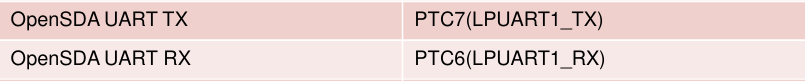 OpenSDA UART TX PTC7(LPUART1_TX)
OpenSDA UART RX PTC6(LPUART1_RX)